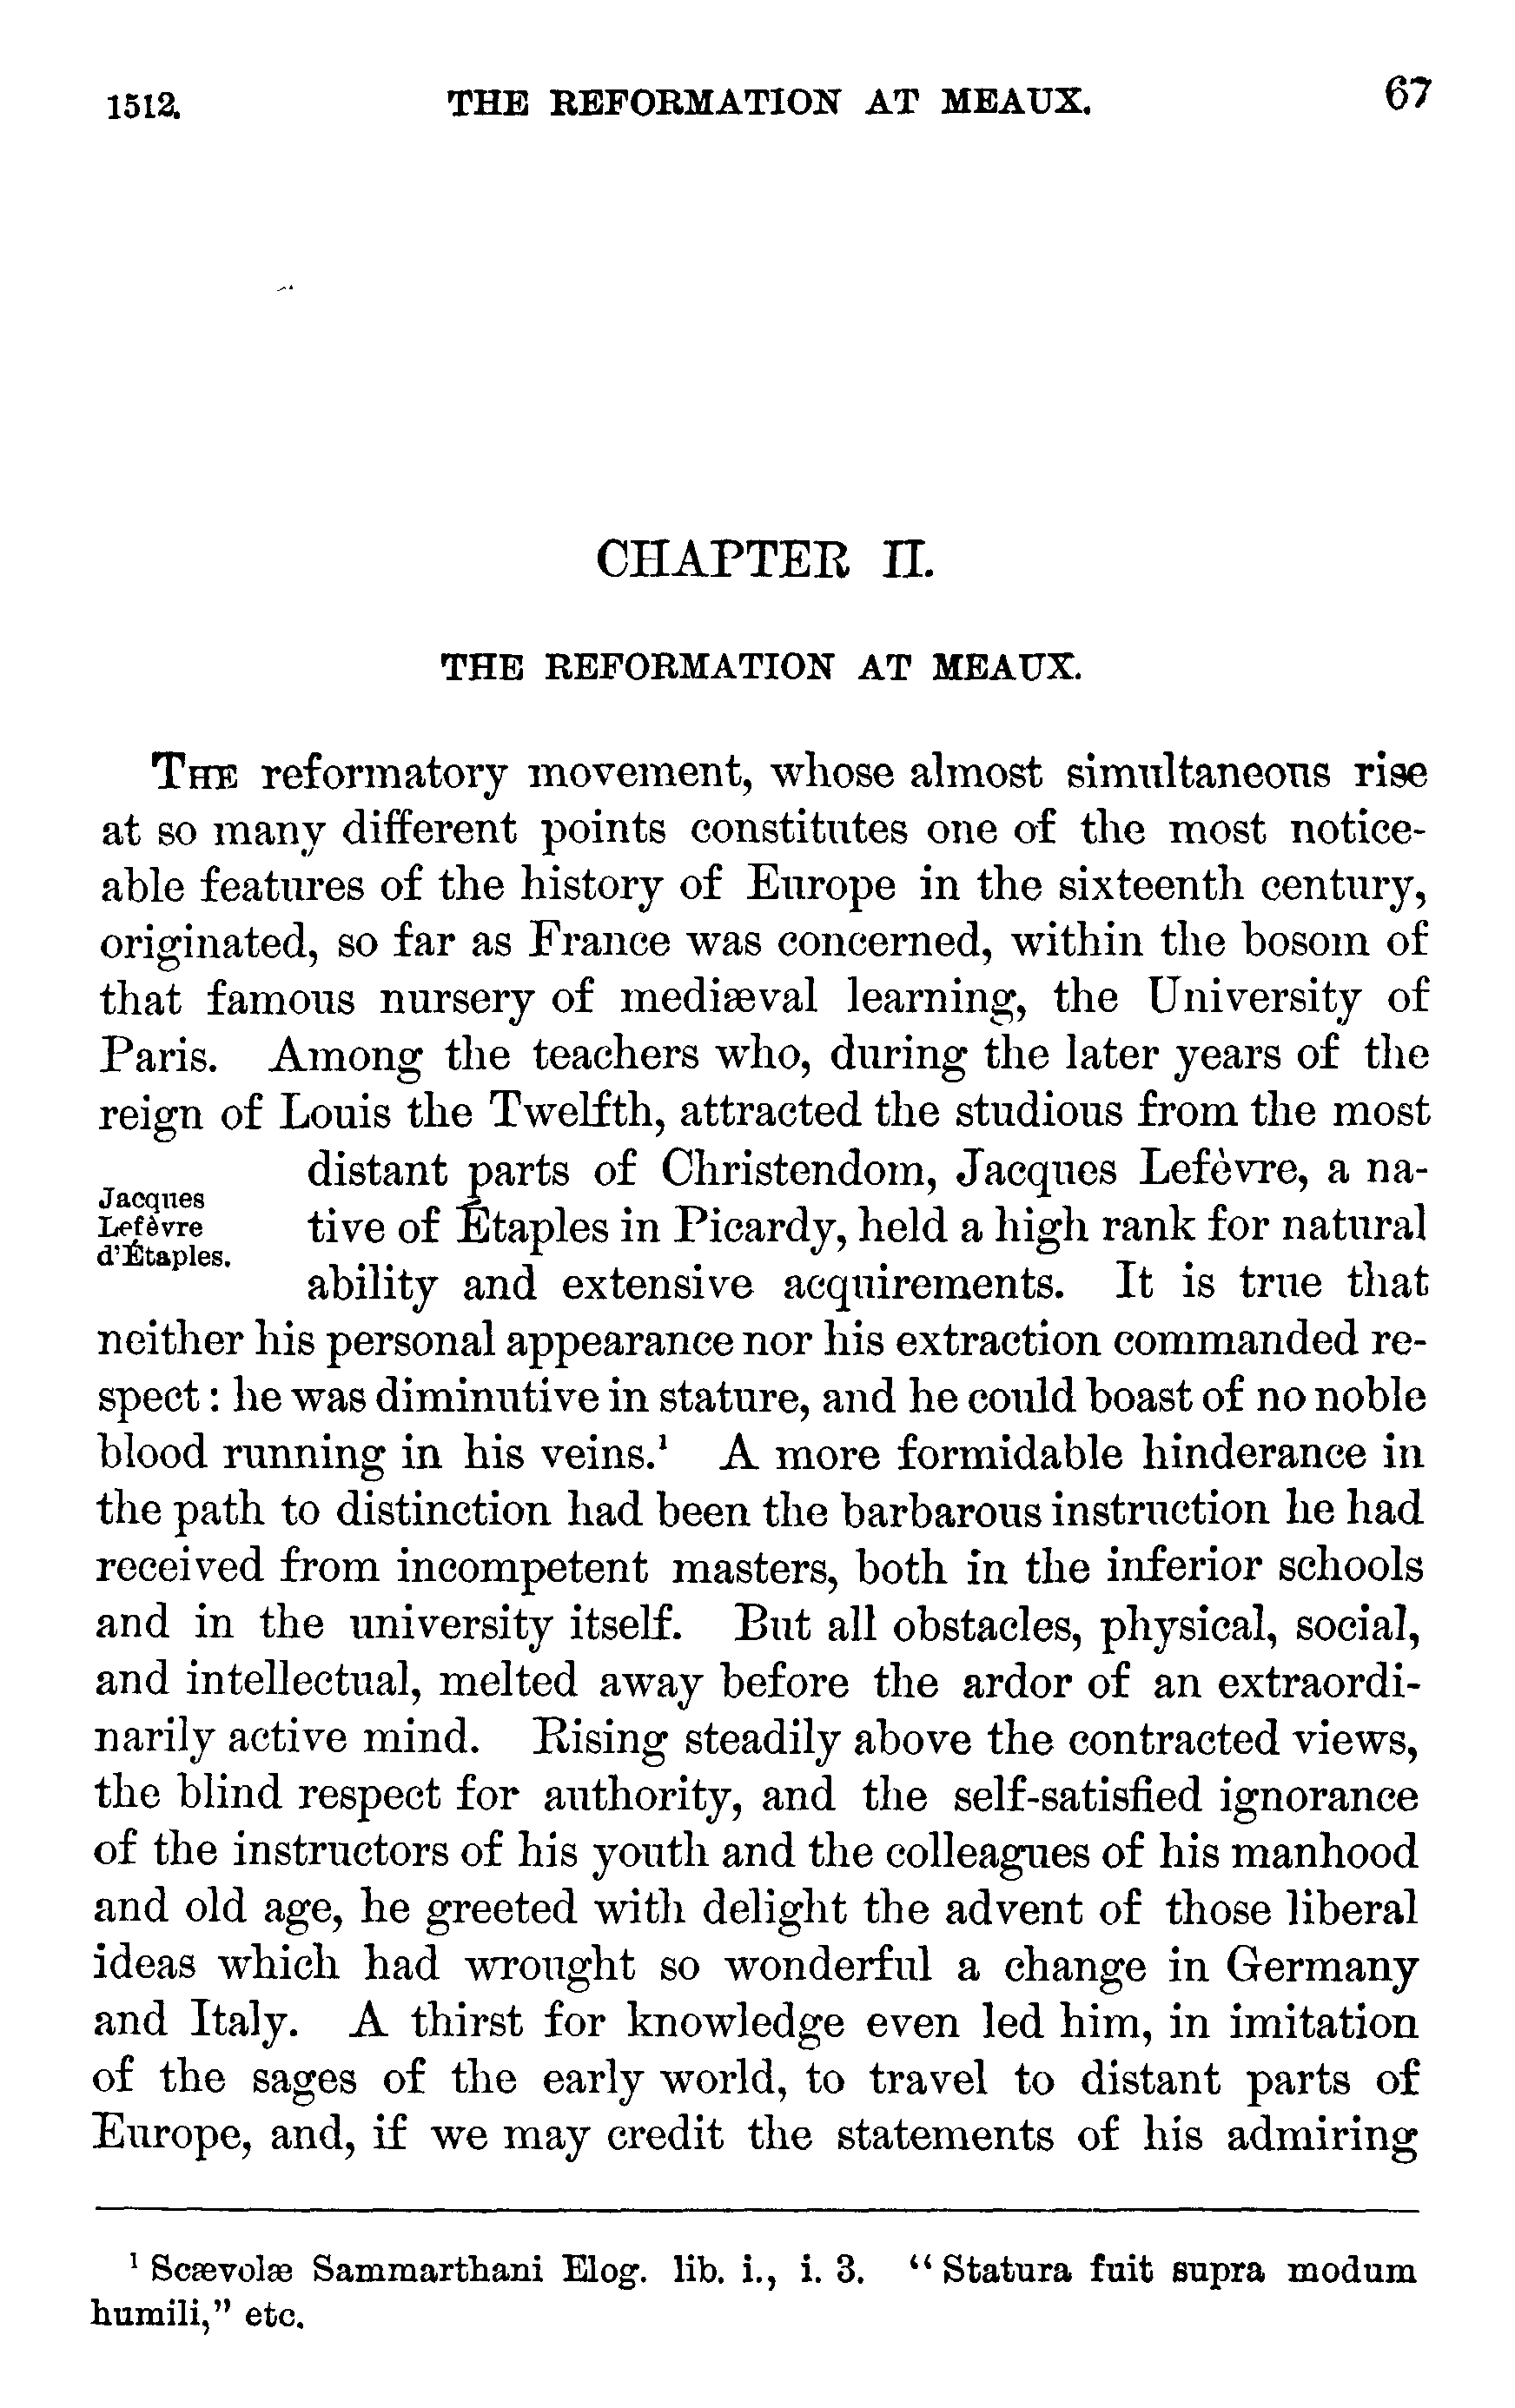 1512. THE REFORMATION AT MEAUX. 67
CHAPTER II.
THE REFORMATION AT MEAUX.
THE reformatory movement, whose almost simultaneous rise
at so many different points constitutes one of the most notice-
able features of the history of Europe in the sixteenth century,
originated, so far as France was concerned, within the bosom of
that famous nursery of mediæval learning, the University of
Paris. Among the teachers who, during the later years of the
reign of Louis the Twelfth, attracted the studious from the most
Jacques
Lefèvre
d'Étaples.
distant parts of Christendom, Jacques Lefèvre, a na-
tive of Étaples in Picardy, held a high rank for natural
ability and extensive acquirements. It is true that
neither his personal appearance nor his extraction commanded re-
spect: he was diminutive in stature, and he could boast of no noble
blood running in his veins.¹ A more formidable hinderance in
the path to distinction had been the barbarous instruction he had
received from incompetent masters, both in the inferior schools
and in the university itself. But all obstacles, physical, social,
and intellectual, melted away before the ardor of an extraordi-
narily active mind. Rising steadily above the contracted views,
the blind respect for authority, and the self-satisfied ignorance
of the instructors of his youth and the colleagues of his manhood
and old age, he greeted with delight the advent of those liberal
ideas which had wrought so wonderful a change in Germany
and Italy. A thirst for knowledge even led him, in imitation
of the sages of the early world, to travel to distant parts of
Europe, and, if we may credit the statements of his admiring
¹ Scævolæ Sammarthani Elog. lib. i., i. 3. "Statura fuit supra modum
humili," etc.